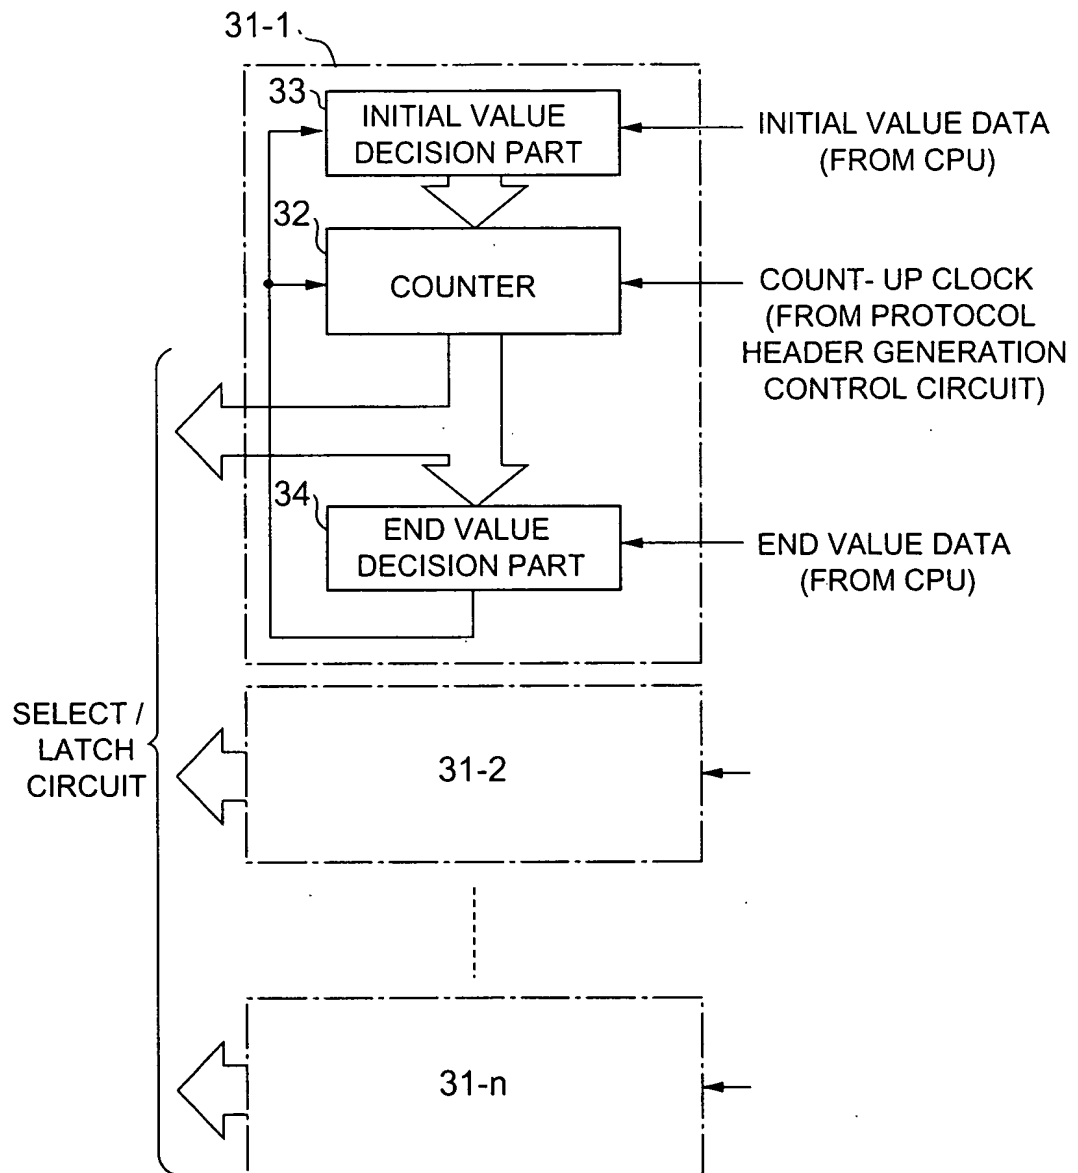 31-1
33
INITIAL VALUE
DECISION PART
INITIAL VALUE DATA
(FROM CPU)
32
COUNTER
COUNT- UP CLOCK
(FROM PROTOCOL
HEADER GENERATION
CONTROL CIRCUIT)
34
END VALUE
DECISION PART
END VALUE DATA
(FROM CPU)
SELECT /
LATCH
CIRCUIT
31-2
31-n